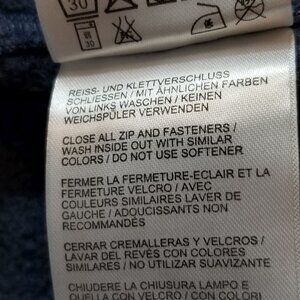 30
30
REISS- UND KLETTVERSCHLUSS
SCHLIESSEN / MIT ÄHNLICHEN FARBEN
VON LINKS WASCHEN / KEINEN
WEICHSPÜLER VERWENDEN
CLOSE ALL ZIP AND FASTENERS /
WASH INSIDE OUT WITH SIMILAR
COLORS / DO NOT USE SOFTENER
FERMER LA FERMETURE-ECLAIR ET LA
FERMETURE VELCRO / AVEC
COULEURS SIMILAIRES LAVER DE
GAUCHE / ADOUCISSANTS NON
RECOMMANDÉS
CERRAR CREMALLERAS Y VELCROS /
LAVAR DEL REVÉS CON COLORES
SIMILARES / NO UTILIZAR SUAVIZANTE
CHIUDERE LA CHIUSURA LAMPO E
QUELLA CON VELCRO / CON COLORI